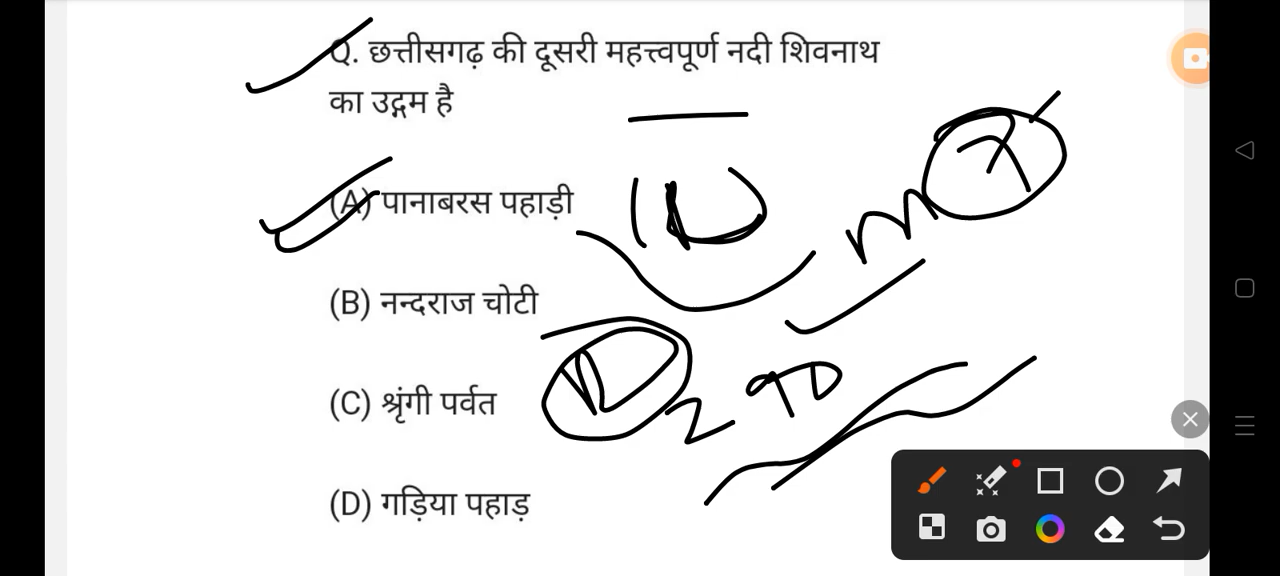 Q. छत्तीसगढ़ की दूसरी महत्त्वपूर्ण नदी शिवनाथ
का उद्गम है
(A) पानाबरस पहाड़ी
(B) नन्दराज चोटी
(C) श्रृंगी पर्वत
(D) गड़िया पहाड़